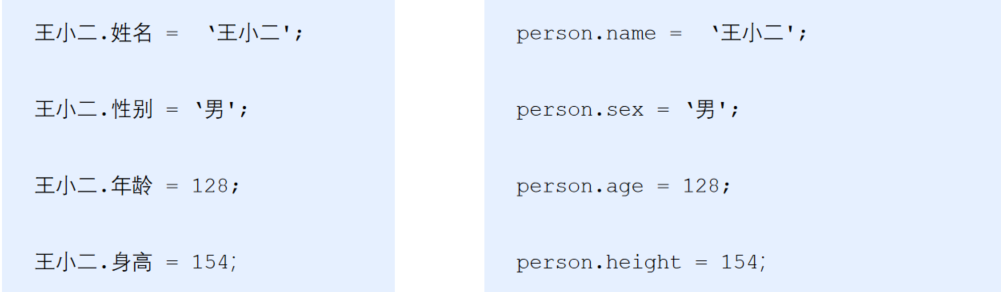 王小二.姓名 = ‵王小二';
王小二.性别 = ‵男';
王小二.年龄 = 128;
王小二.身高 = 154;
person.name = ‵王小二';
person.sex = ‵男';
person.age = 128;
person.height = 154;